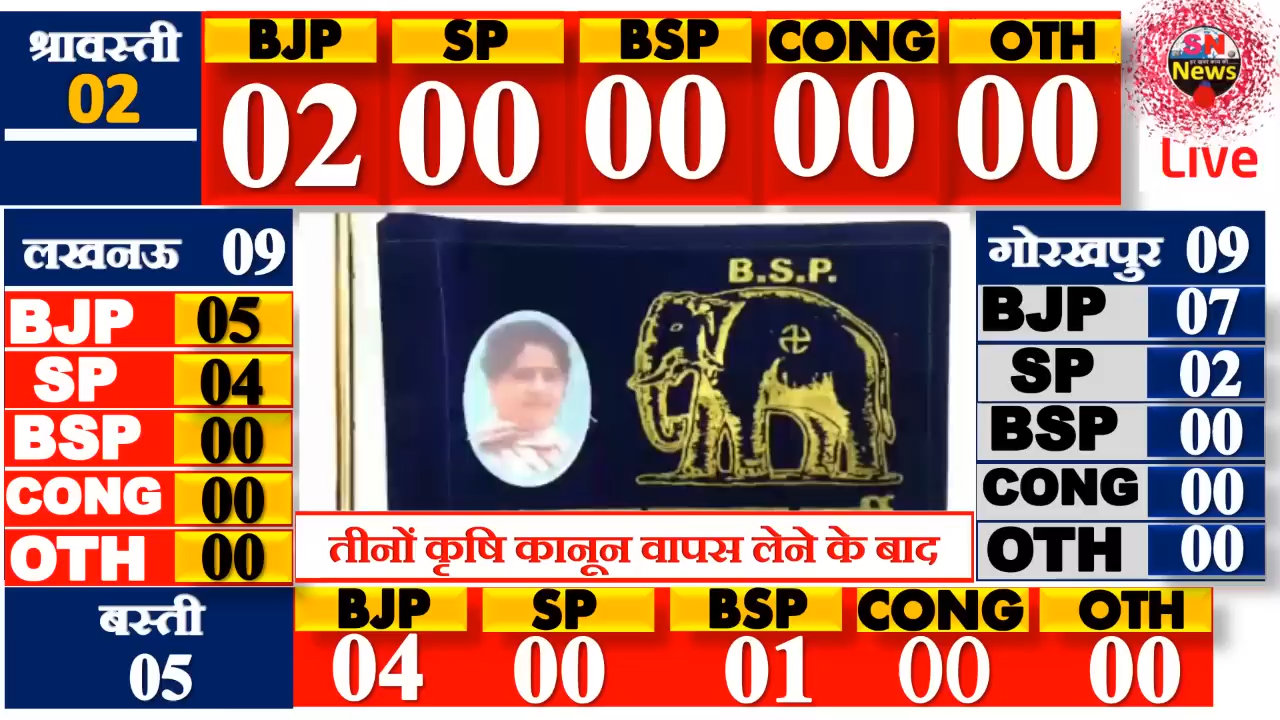 श्रावस्ती
02
BJP SP BSP CONG OTH
02 00 00 00 00
SN
News
Live
लखनऊ 09
BJP 05
SP 04
BSP 00
CONG 00
OTH 00
B.S.P.
गोरखपुर 09
BJP 07
SP 02
BSP 00
CONG 00
OTH 00
तीनों कृषि कानून वापस लेने के बाद
बस्ती
05
BJP SP BSP CONG OTH
04 00 01 00 00